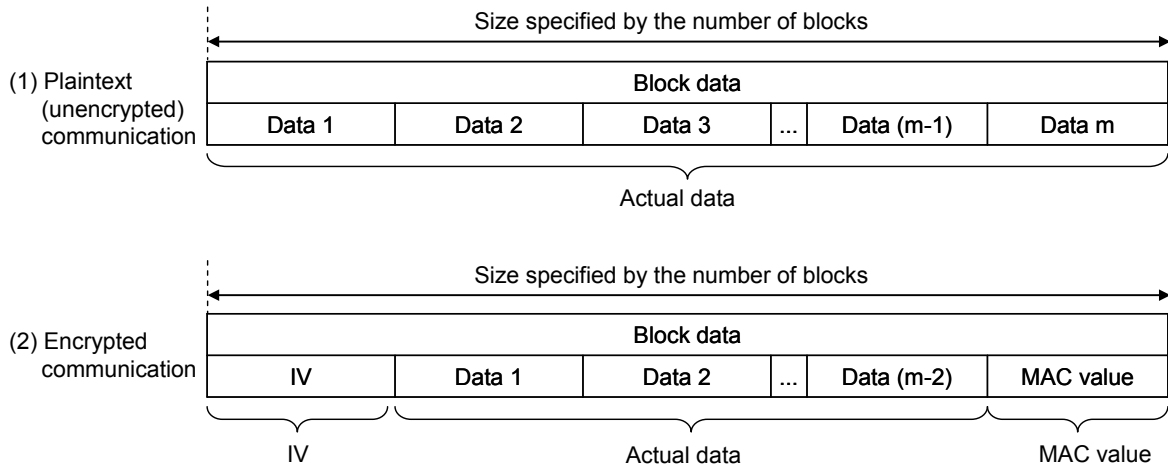 Size specified by the number of blocks
(1) Plaintext
(unencrypted)
communication
Block data
Data 1 Data 2 Data 3 ... Data (m-1) Data m
Actual data
Size specified by the number of blocks
(2) Encrypted
communication
Block data
IV Data 1 Data 2 ... Data (m-2) MAC value
IV Actual data MAC value